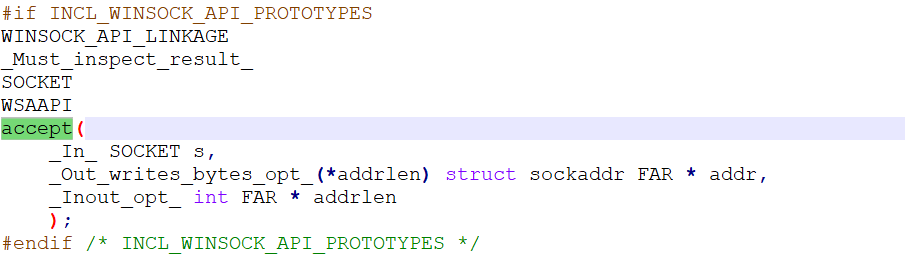 #if INCL_WINSOCK_API_PROTOTYPES
WINSOCK_API_LINKAGE
_Must_inspect_result_
SOCKET
WSAAPI
accept(
    _In_ SOCKET s,
    _Out_writes_bytes_opt_(*addrlen) struct sockaddr FAR * addr,
    _Inout_opt_ int FAR * addrlen
    );
#endif /* INCL_WINSOCK_API_PROTOTYPES */